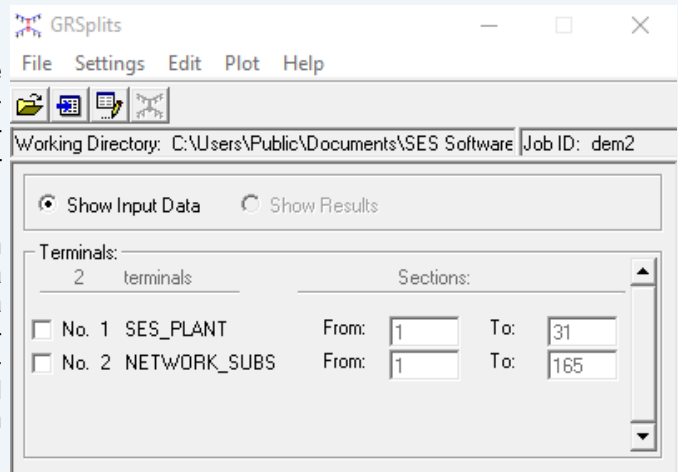 GRSplits
File Settings Edit Plot Help
Working Directory: C:\Users\Public\Documents\SES Software Job ID: dem2
Show Input Data Show Results
Terminals:
2 terminals Sections:
No. 1 SES_PLANT From: 1 To: 31
No. 2 NETWORK_SUBS From: 1 To: 165